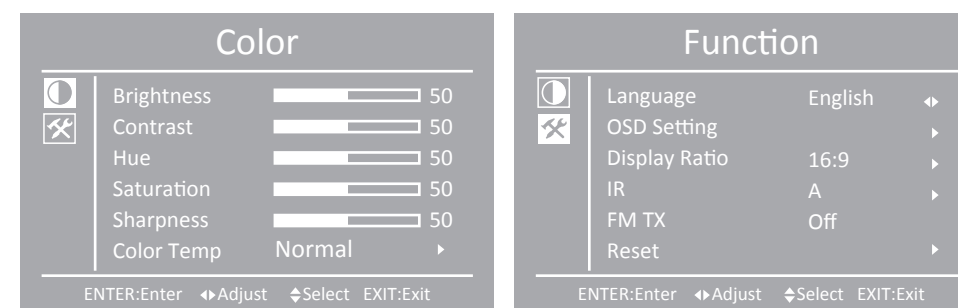 Color
Brightness 50
Contrast 50
Hue 50
Saturation 50
Sharpness 50
Color Temp Normal
ENTER:Enter Adjust Select EXIT:Exit
Function
Language English
OSD Setting
Display Ratio 16:9
IR A
FM TX Off
Reset
ENTER:Enter Adjust Select EXIT:Exit